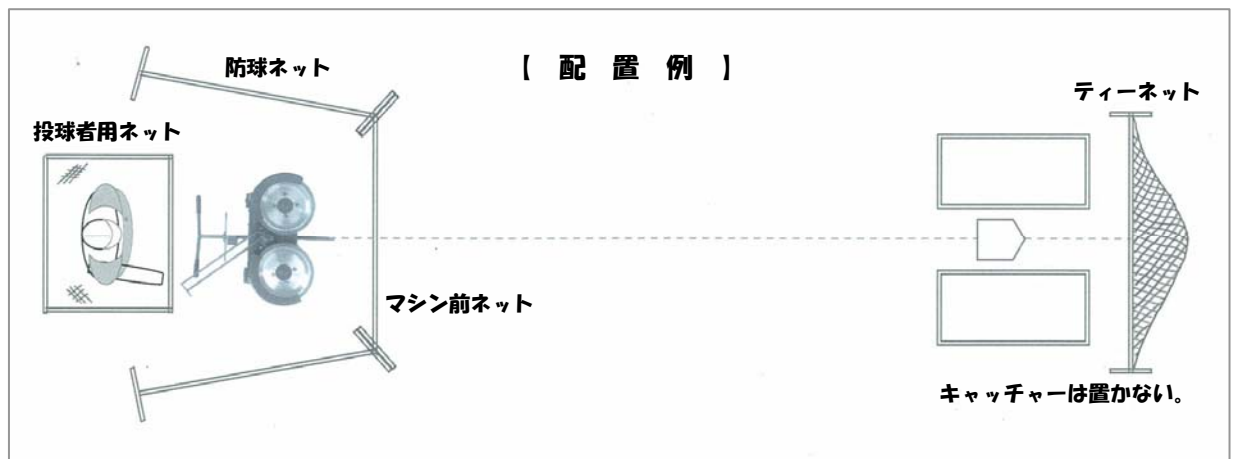 【 配 置 例 】
防球ネット
ティーネット
投球者用ネット
マシン前ネット
キャッチャーは置かない。